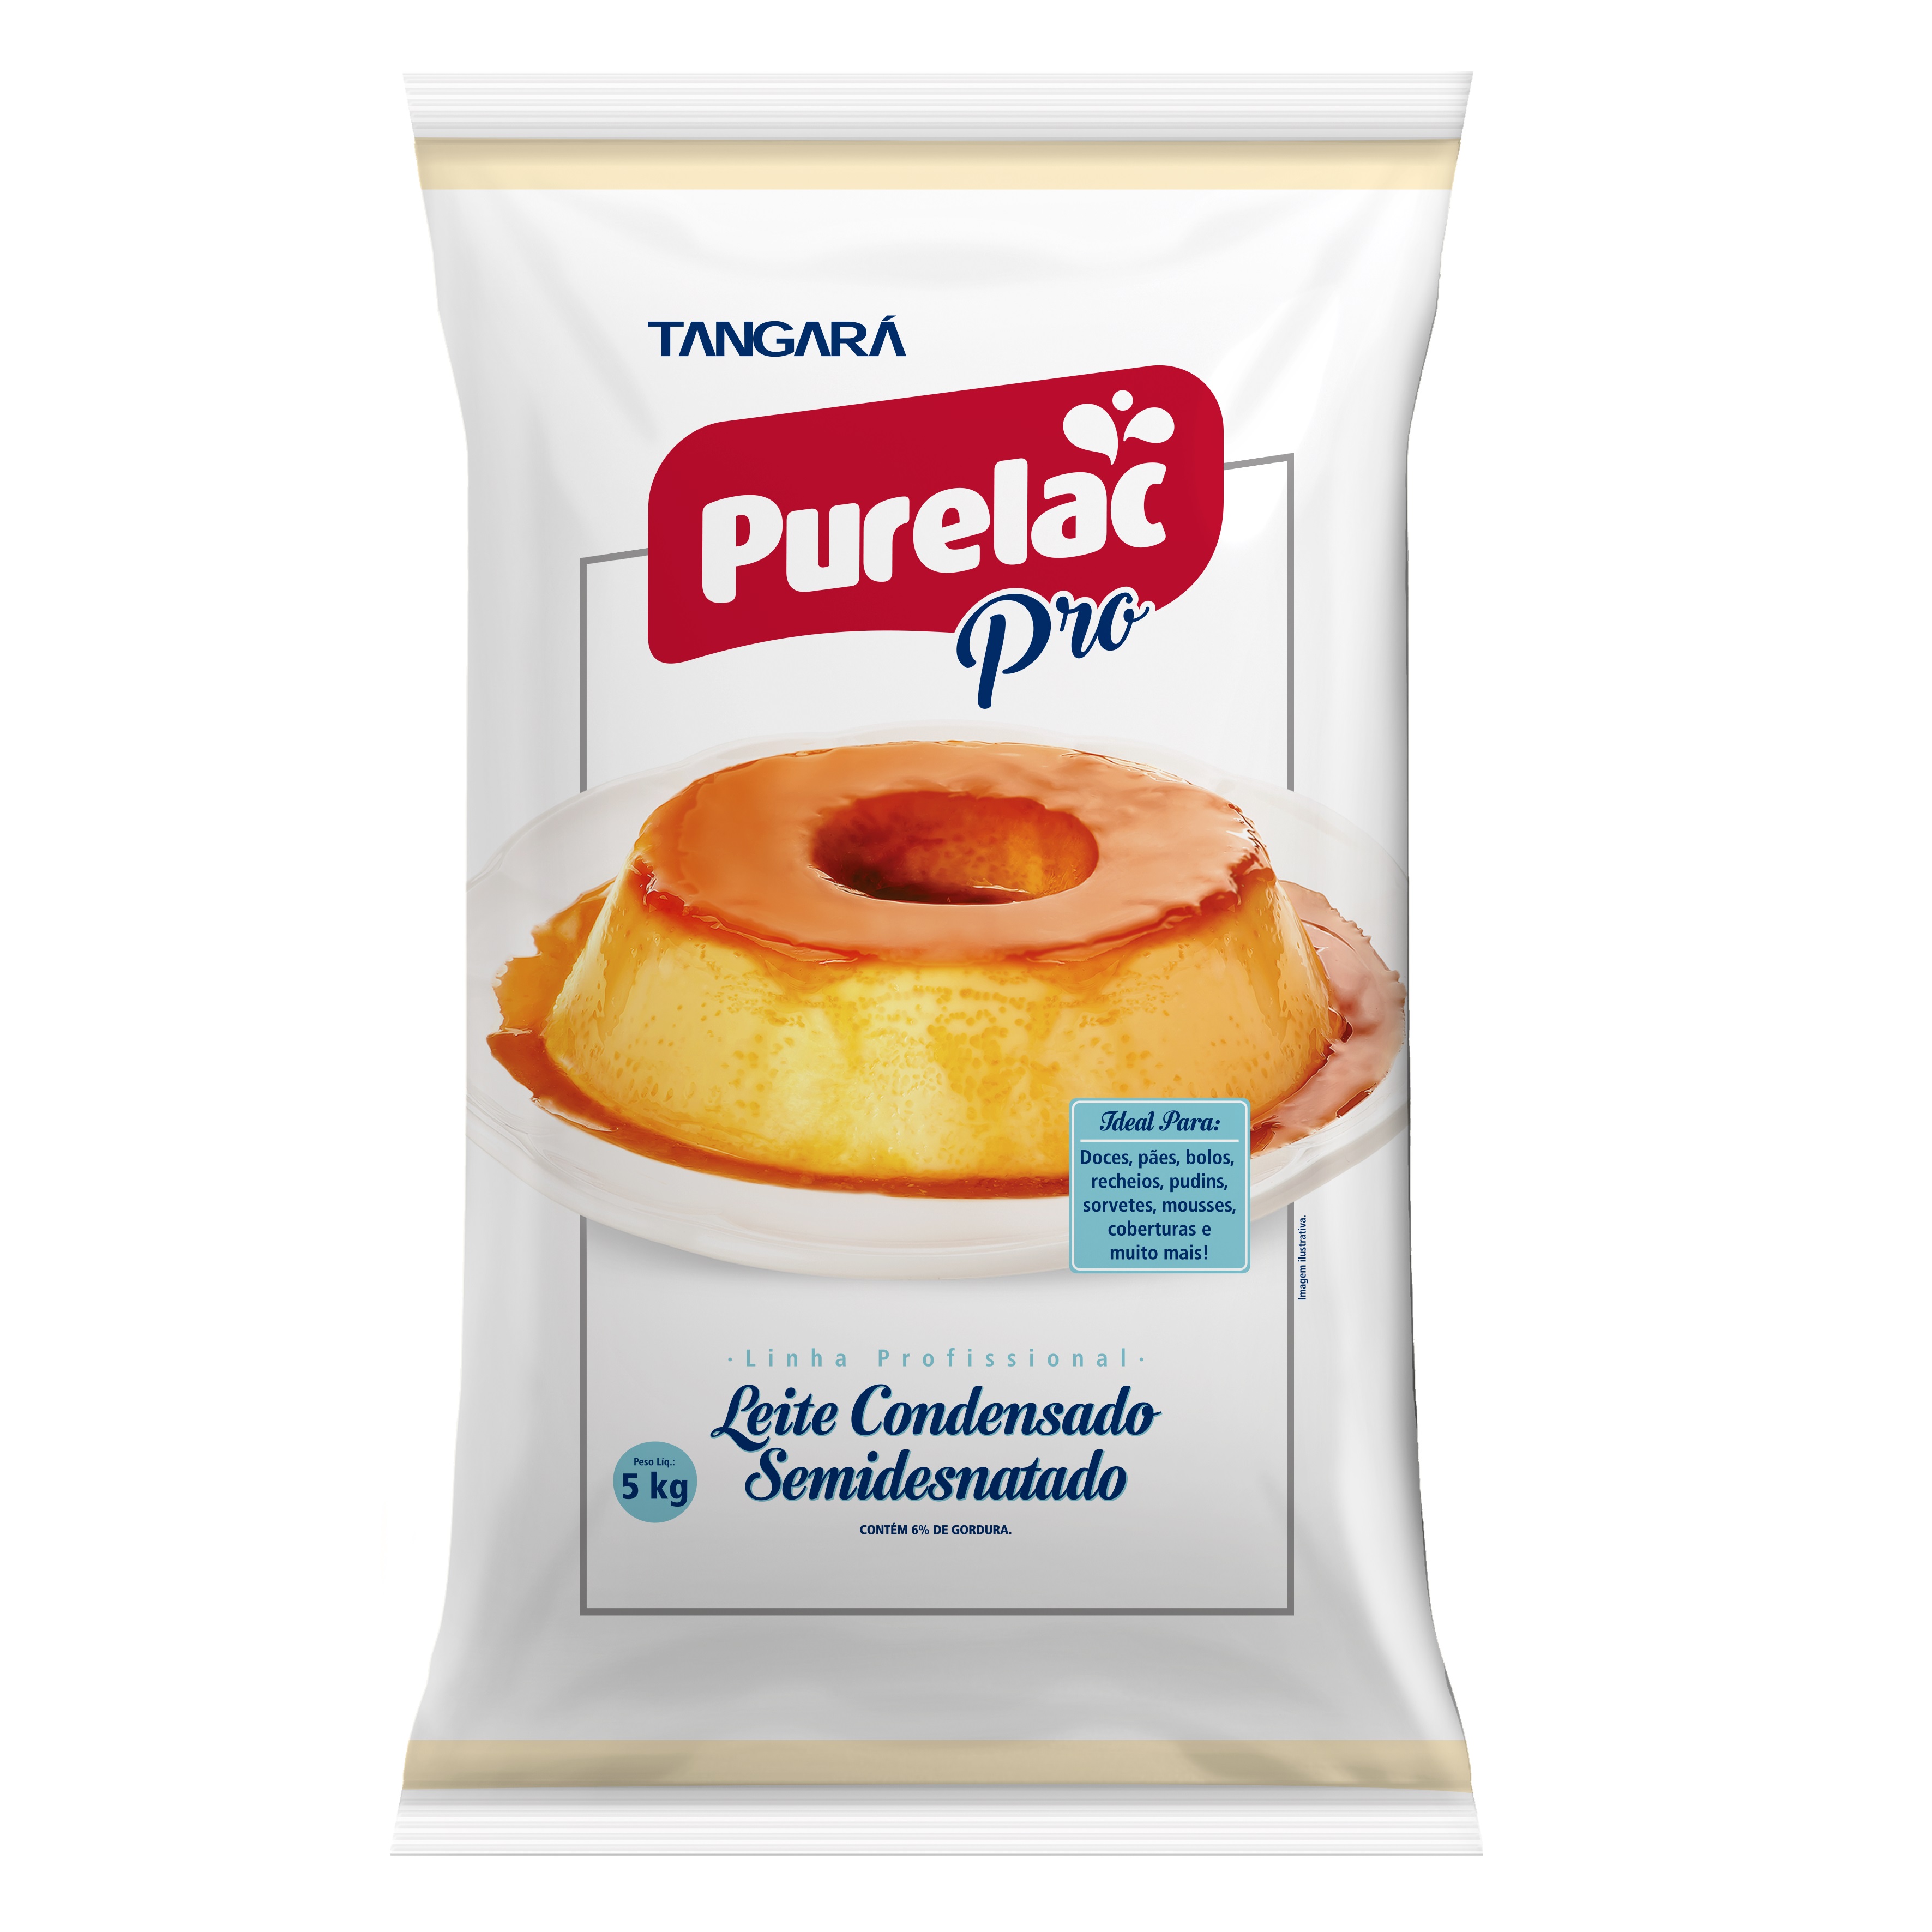 TANGARÁ
Purelac
Pro
Ideal Para:
Doces, pães, bolos,
recheios, pudins,
sorvetes, mousses,
coberturas e
muito mais!
Imagem ilustrativa.
·Linha Profissional·
Leite Condensado
Semidesnatado
Peso Líq.:
5 kg
CONTÉM 6% DE GORDURA.